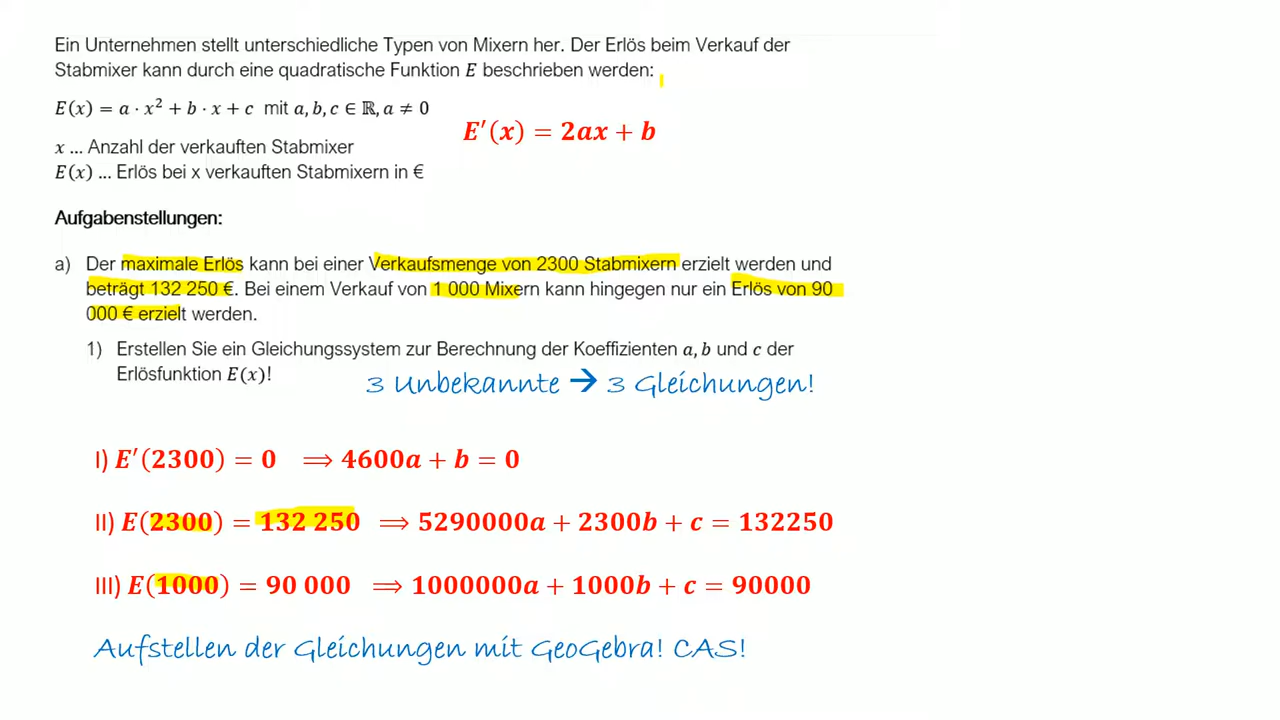 Ein Unternehmen stellt unterschiedliche Typen von Mixern her. Der Erlös beim Verkauf der
Stabmixer kann durch eine quadratische Funktion E beschrieben werden:
E(x) = a · x² + b · x + c mit a, b, c ∈ ℝ, a ≠ 0
E′(x) = 2ax + b
x ... Anzahl der verkauften Stabmixer
E(x) ... Erlös bei x verkauften Stabmixern in €
Aufgabenstellungen:
a) Der maximale Erlös kann bei einer Verkaufsmenge von 2300 Stabmixern erzielt werden und
beträgt 132 250 €. Bei einem Verkauf von 1 000 Mixern kann hingegen nur ein Erlös von 90
000 € erzielt werden.
1) Erstellen Sie ein Gleichungssystem zur Berechnung der Koeffizienten a, b und c der
Erlösfunktion E(x)!
3 Unbekannte → 3 Gleichungen!
I) E′(2300) = 0 ⟹ 4600a + b = 0
II) E(2300) = 132 250 ⟹ 5290000a + 2300b + c = 132250
III) E(1000) = 90 000 ⟹ 1000000a + 1000b + c = 90000
Aufstellen der Gleichungen mit GeoGebra! CAS!